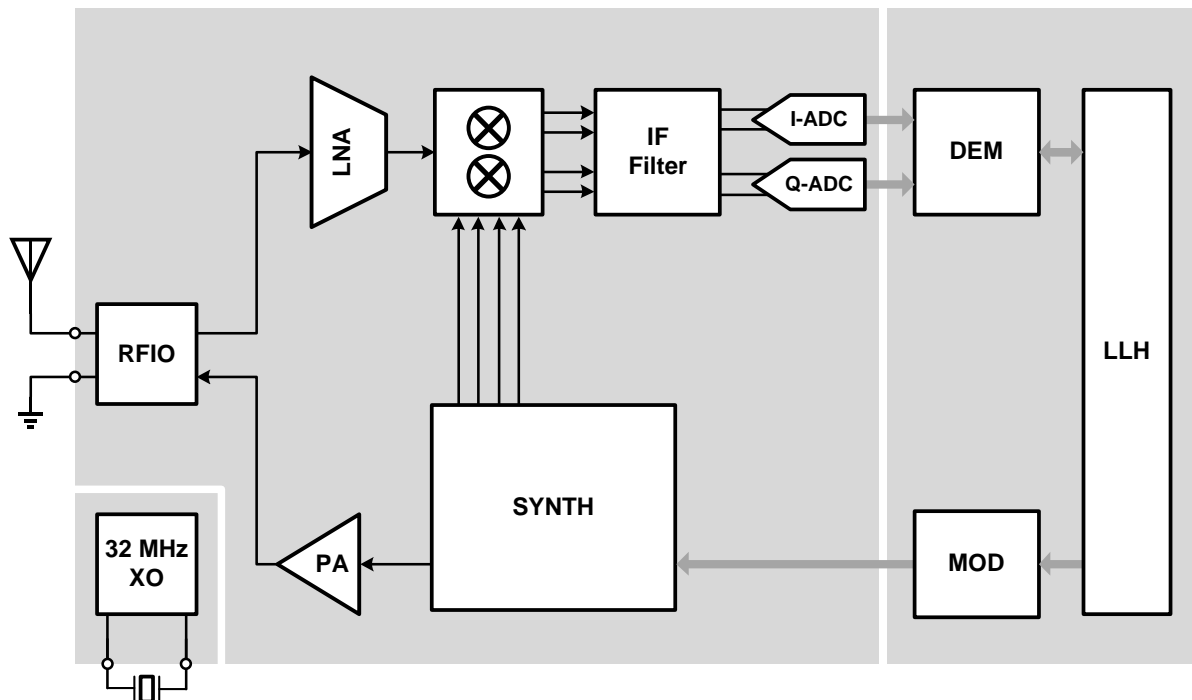 LNA
IF
Filter
I-ADC
Q-ADC
DEM
LLH
RFIO
SYNTH
PA
MOD
32 MHz
XO